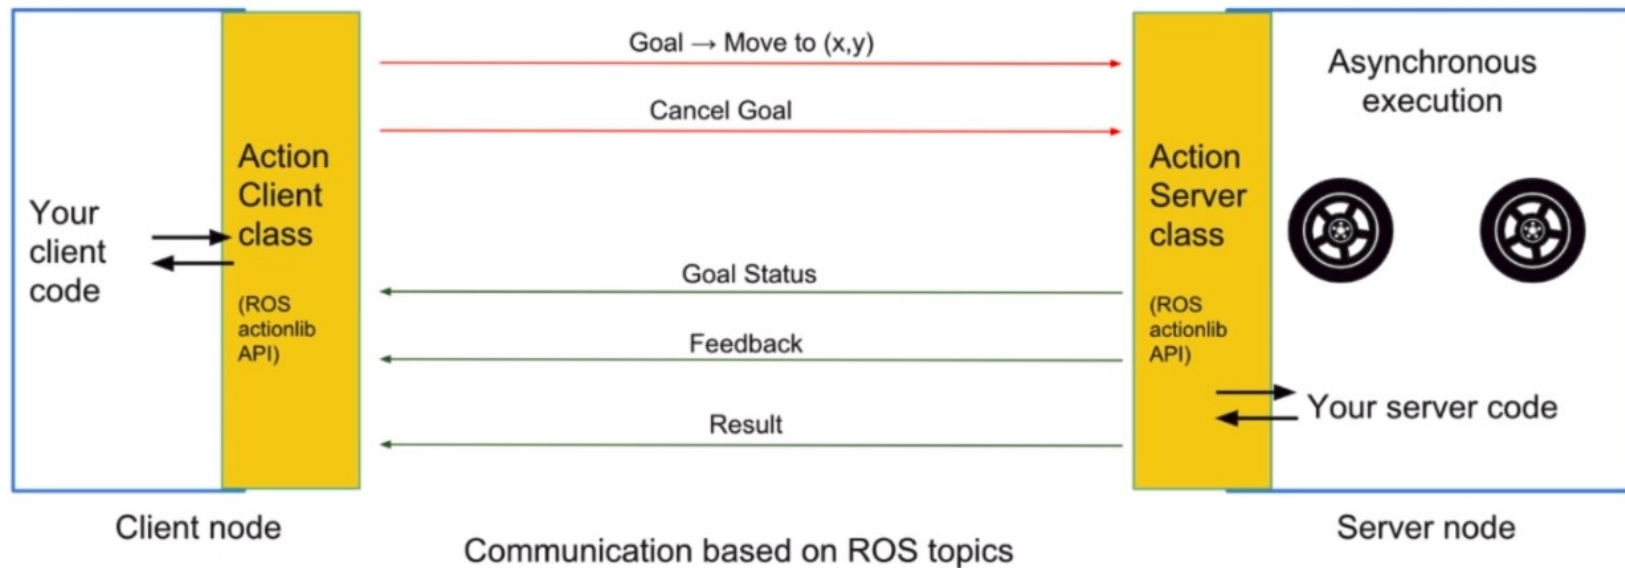 Your
client
code
Action
Client
class
(ROS
actionlib
API)
Client node
Goal → Move to (x,y)
Cancel Goal
Goal Status
Feedback
Result
Communication based on ROS topics
Action
Server
class
(ROS
actionlib
API)
Asynchronous
execution
Your server code
Server node